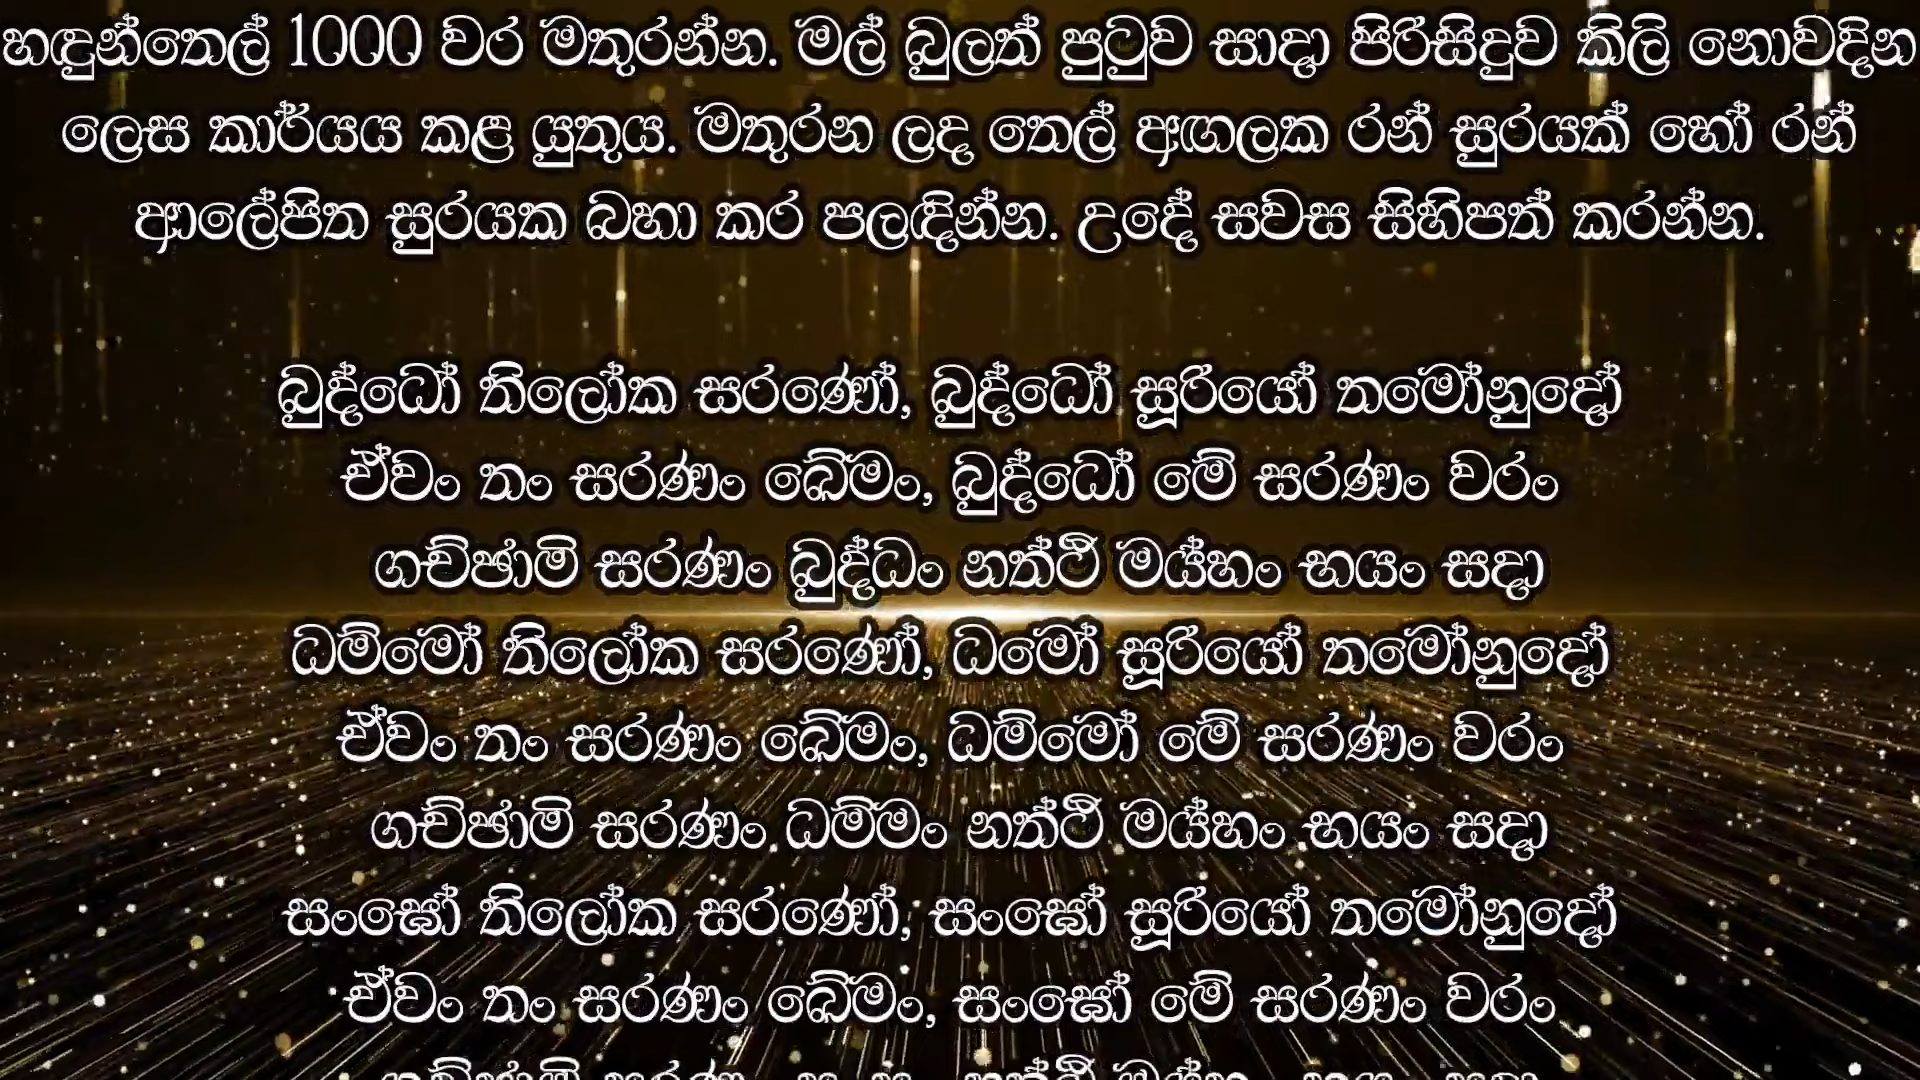 හඳුන්තෙල් 1000 වර මතුරන්න. මල් බුලත් පුටුව සාදා පිරිසිදුව කිලි නොවදින
ලෙස කාර්යය කළ යුතුය. මතුරන ලද තෙල් අඟලක රන් සුරයක් හෝ රන්
ආලේපිත සුරයක බහා කර පලඳින්න. උදේ සවස සිහිපත් කරන්න.
බුද්ධෝ තිලෝක සරණෝ, බුද්ධෝ සූරියෝ තමෝනුදෝ
ඒවං තං සරණං ඛේමං, බුද්ධෝ මේ සරණං වරං
ගච්ඡාමි සරණං බුද්ධං නත්ථි මය්හං භයං සදා
ධම්මෝ තිලෝක සරණෝ, ධමෝ සූරියෝ තමෝනුදෝ
ඒවං තං සරණං ඛේමං, ධම්මෝ මේ සරණං වරං
ගච්ඡාමි සරණං ධම්මං නත්ථි මය්හං භයං සදා
සංඝෝ තිලෝක සරණෝ, සංඝෝ සූරියෝ තමෝනුදෝ
ඒවං තං සරණං ඛේමං, සංඝෝ මේ සරණං වරං